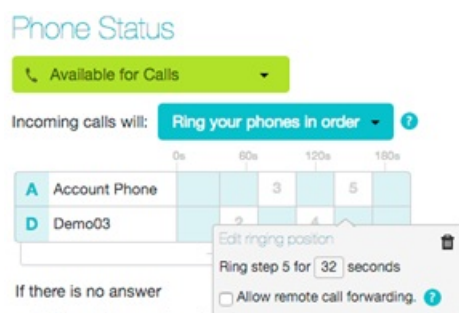 Phone Status
Available for Calls
Incoming calls will: Ring your phones in order ?
0s 60s 120s 180s
A Account Phone 3 5
D Demo03 2 4
Edit ringing position
Ring step 5 for 32 seconds
If there is no answer
Allow remote call forwarding. ?